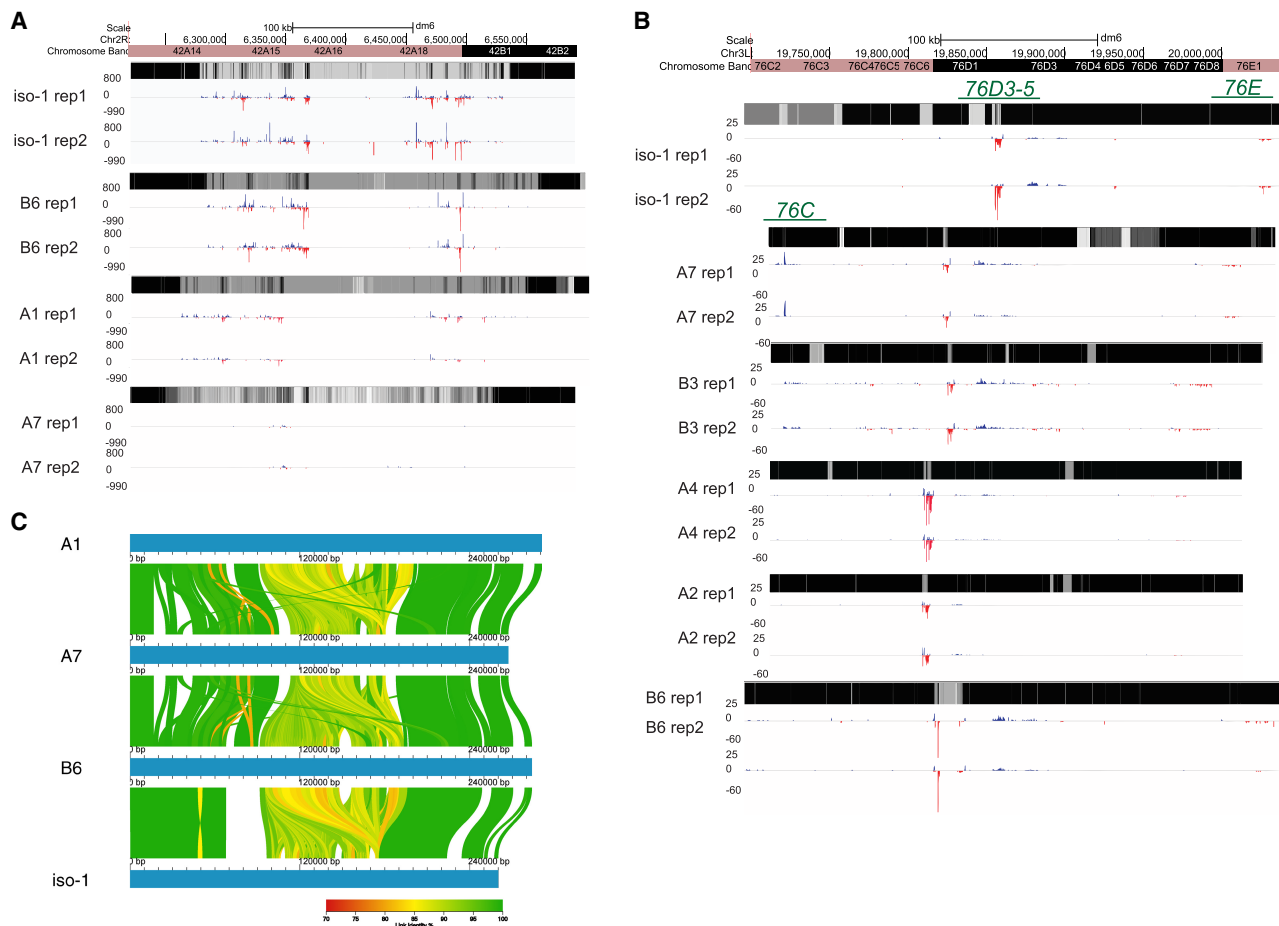 A
Scale 100 kb dm6
Chr2R: 6,300,000 6,350,000 6,400,000 6,450,000 6,500,000 6,550,000
Chromosome Band 42A14 42A15 42A16 42A18 42B1 42B2
800
iso-1 rep1 0
-990
800
iso-1 rep2 0
-990
800
B6 rep1 0
-990
800
B6 rep2 0
-990
800
A1 rep1 0
-990
800
A1 rep2 0
-990
800
A7 rep1 0
-990
800
A7 rep2 0
-990
B
Scale 100 kb dm6
Chr3L 19,750,000 19,800,000 19,850,000 19,900,000 19,950,000 20,000,000
Chromosome Band 76C2 76C3 76C4 76C5 76C6 76D1 76D3 76D4 6D5 76D6 76D7 76D8 76E1
76D3-5 76E
25
0
iso-1 rep1 -60
25
0
iso-1 rep2 -60
76C
25
A7 rep1 0
-60
25
A7 rep2 0
-60
25
B3 rep1 0
-60
25
B3 rep2 0
-60
25
A4 rep1 0
-60
25
A4 rep2 0
-60
25
A2 rep1 0
-60
25
A2 rep2 0
-60
B6 rep1 25
B6 rep2 0
-60
25
0
-60
C
A1
0 bp 120000 bp 240000 bp
120000 bp 240000 bp
A7
0 bp 120000 bp 240000 bp
120000 bp 240000 bp
B6
0 bp 120000 bp 240000 bp
120000 bp 240000 bp
iso-1
70 75 80 85 90 95 100
Link Identity %